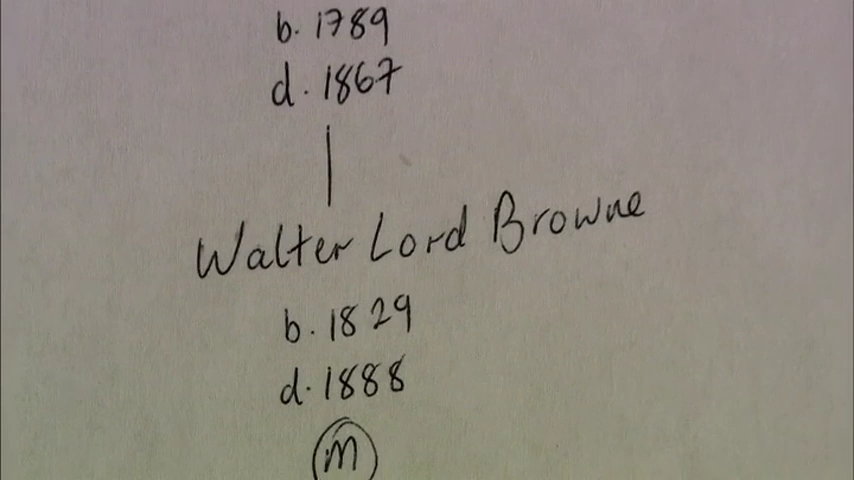 b. 1789
d. 1867
Walter Lord Browne
b. 1829
d. 1888
m